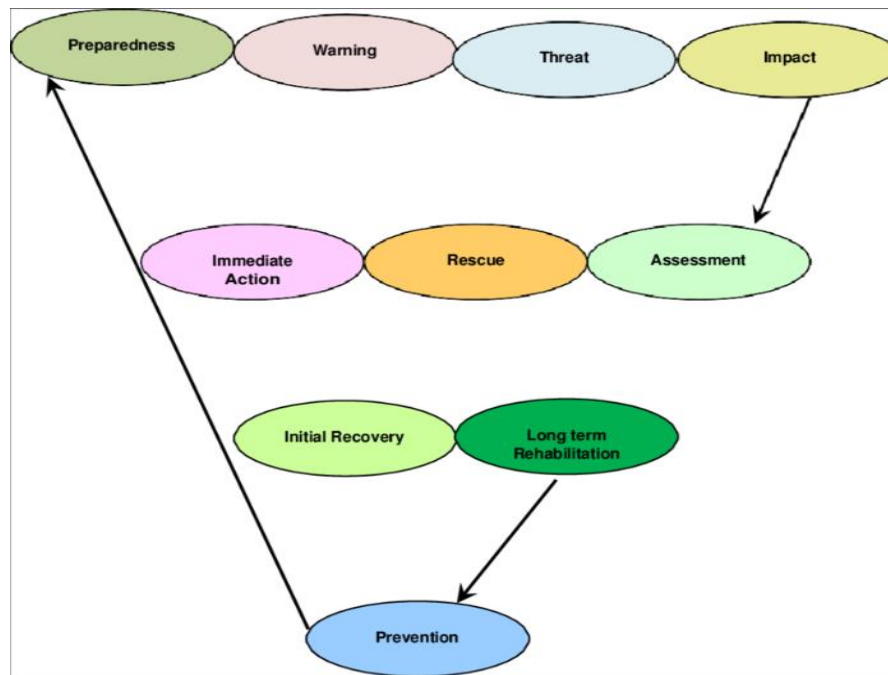 Preparedness
Warning
Threat
Impact
Immediate
Action
Rescue
Assessment
Initial Recovery
Long term
Rehabilitation
Prevention